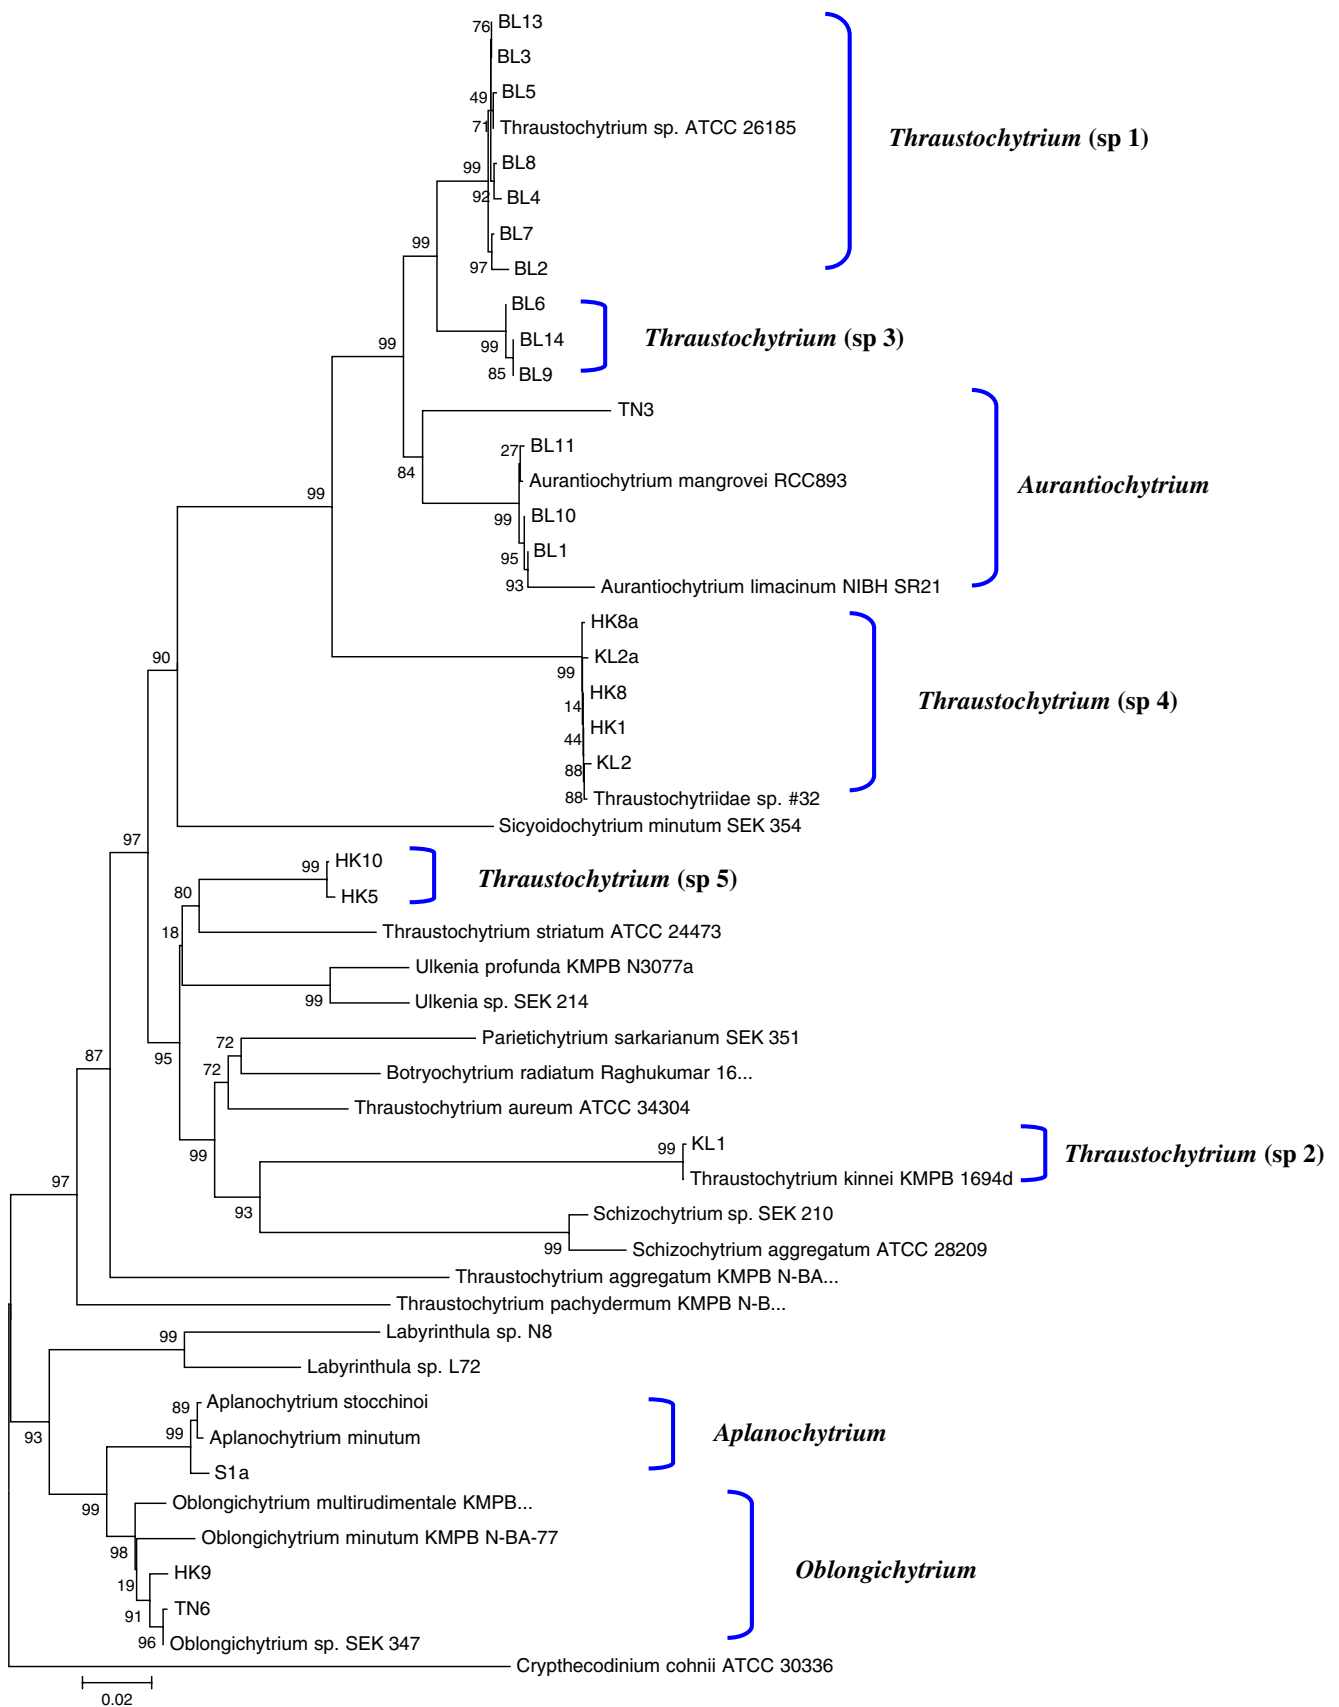 76 BL13
BL3
49 BL5
71 Thraustochytrium sp. ATCC 26185
Thraustochytrium (sp 1)
99 BL8
92 BL4
BL7
99
97 BL2
BL6
Thraustochytrium (sp 3)
99 BL14
99
85 BL9
TN3
27 BL11
84
Aurantiochytrium mangrovei RCC893
Aurantiochytrium
99
99 BL10
95 BL1
93 Aurantiochytrium limacinum NIBH SR21
HK8a
90 KL2a
99
HK8
14
Thraustochytrium (sp 4)
HK1
44
KL2
88
88 Thraustochytriidae sp. #32
Sicyoidochytrium minutum SEK 354
97
99 HK10
Thraustochytrium (sp 5)
80 HK5
18 Thraustochytrium striatum ATCC 24473
Ulkenia profunda KMPB N3077a
99 Ulkenia sp. SEK 214
72 Parietichytrium sarkarianum SEK 351
87 95
72 Botryochytrium radiatum Raghukumar 16...
Thraustochytrium aureum ATCC 34304
99 KL1
99
Thraustochytrium (sp 2)
97 Thraustochytrium kinnei KMPB 1694d
93 Schizochytrium sp. SEK 210
99 Schizochytrium aggregatum ATCC 28209
Thraustochytrium aggregatum KMPB N-BA...
Thraustochytrium pachydermum KMPB N-B...
99 Labyrinthula sp. N8
Labyrinthula sp. L72
89 Aplanochytrium stocchinoi
93 99 Aplanochytrium minutum
Aplanochytrium
S1a
99 Oblongichytrium multirudimentale KMPB...
98 Oblongichytrium minutum KMPB N-BA-77
19 HK9
Oblongichytrium
91 TN6
96 Oblongichytrium sp. SEK 347
Crypthecodinium cohnii ATCC 30336
0.02